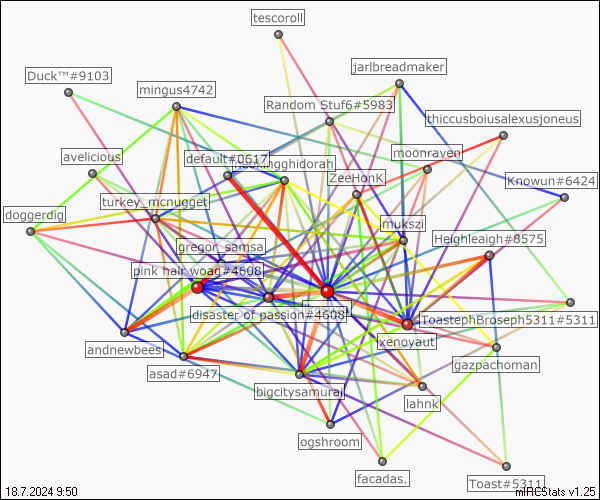 tescoroll
jarlbreadmaker
Duck™#9103
mingus4742
Random Stuf6#5983
thiccusboiusalexusjoneus
avelicious
default#0617
moonraven
ZeeHonK
Knowun#6424
turkey_mcnugget
doggerdig
mukszi
Heighleaigh#8575
gregor_samsa
pink hair woag#4608
disaster of passion#4608
ToastephBroseph5311#5311
xenoyaut
andnewbees
gazpachoman
asad#6947
bigcitysamurai
lahnk
ogshroom
facadas.
Toast#5311
18.7.2024 9:50
mIRCStats v1.25